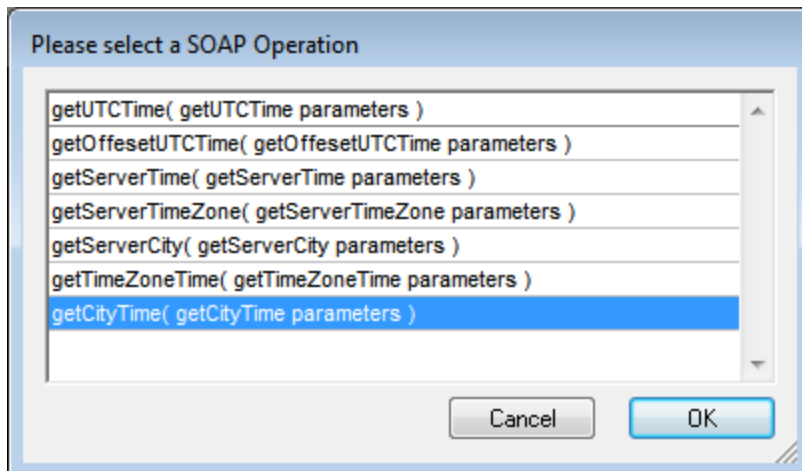 Please select a SOAP Operation
getUTCTime( getUTCTime parameters )
getOffesetUTCTime( getOffesetUTCTime parameters )
getServerTime( getServerTime parameters )
getServerTimeZone( getServerTimeZone parameters )
getServerCity( getServerCity parameters )
getTimeZoneTime( getTimeZoneTime parameters )
getCityTime( getCityTime parameters )
Cancel OK